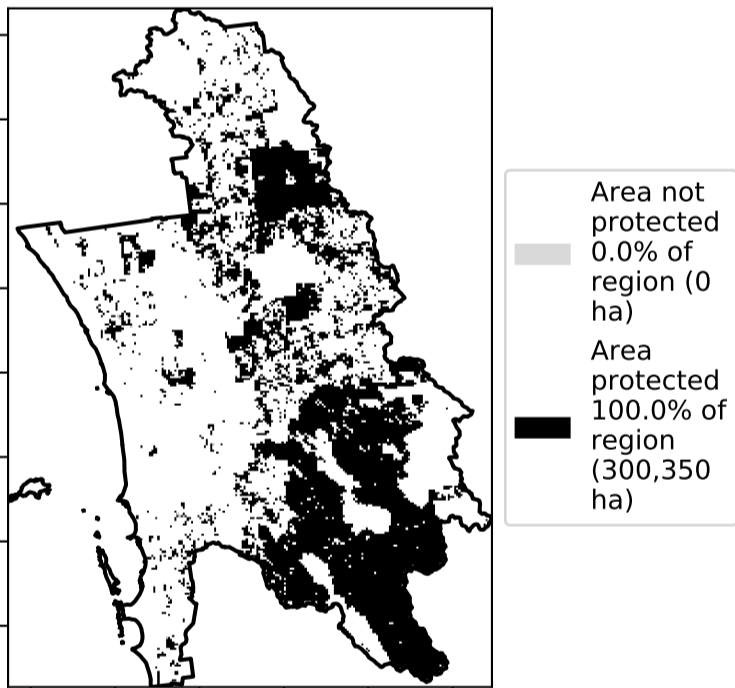 Area not
protected
0.0% of
region (0
ha)
Area
protected
100.0% of
region
(300,350
ha)